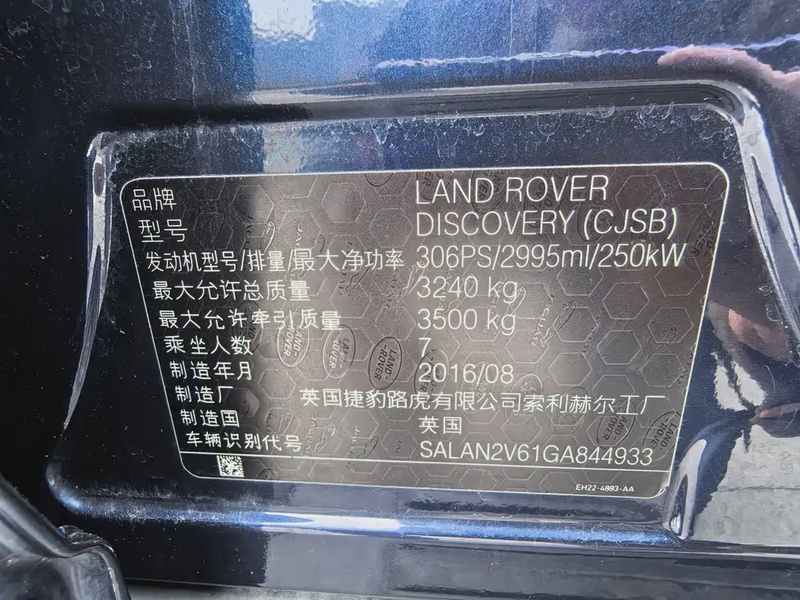 品牌 LAND ROVER
型号 DISCOVERY (CJSB)
发动机型号/排量/最大净功率 306PS/2995ml/250kW
最大允许总质量 3240 kg
最大允许牵引质量 3500 kg
乘坐人数 7
制造年月 2016/08
制造厂 英国捷豹路虎有限公司索利赫尔工厂
制造国 英国
车辆识别代号 SALAN2V61GA844933
EH22-4883-AA